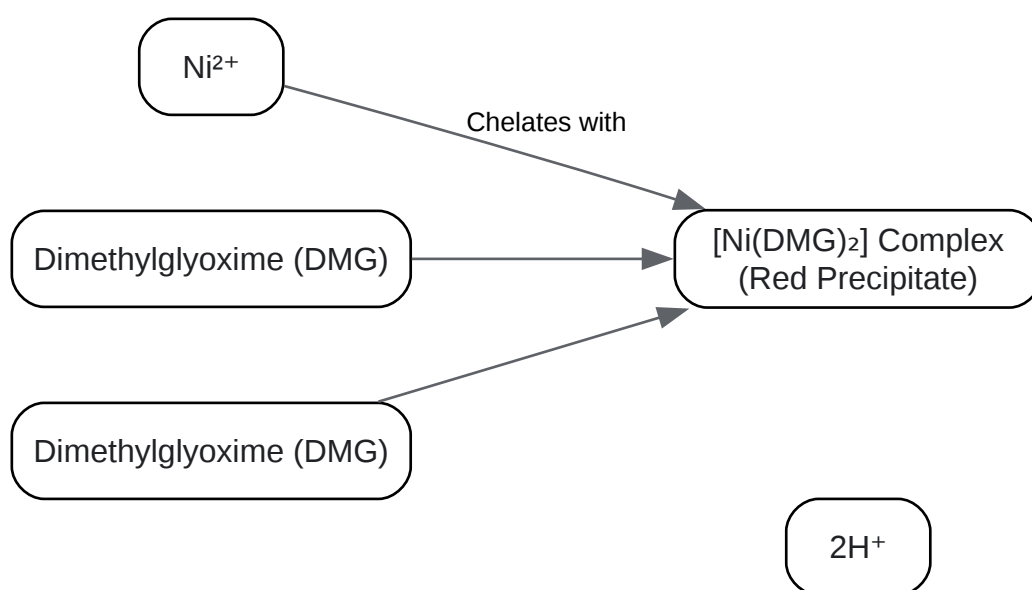 Ni²⁺
Chelates with
Dimethylglyoxime (DMG)
[Ni(DMG)₂] Complex
(Red Precipitate)
Dimethylglyoxime (DMG)
2H⁺